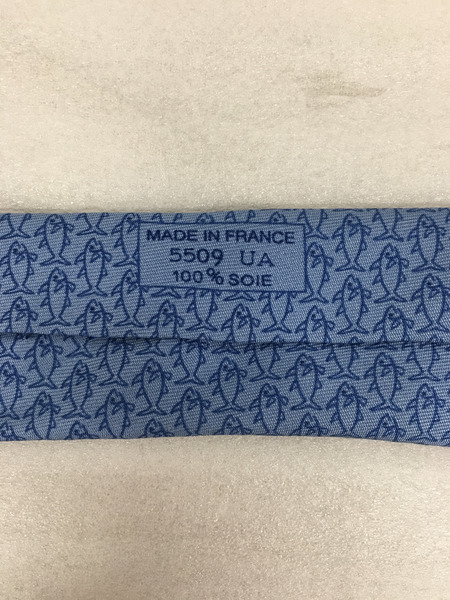 MADE IN FRANCE
5509 UA
100% SOIE